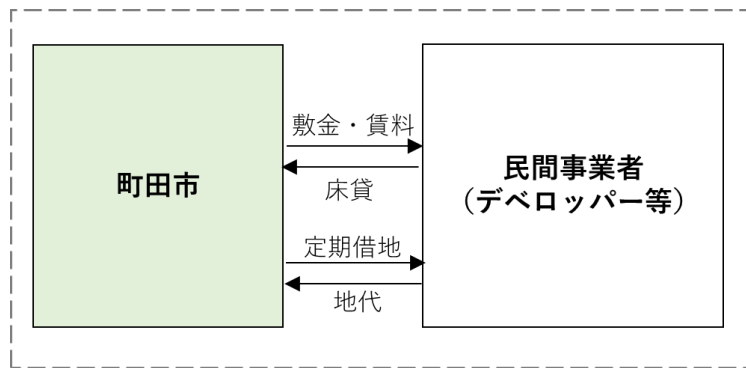 町田市
敷金・賃料
床貸
定期借地
地代
民間事業者
（デベロッパー等）